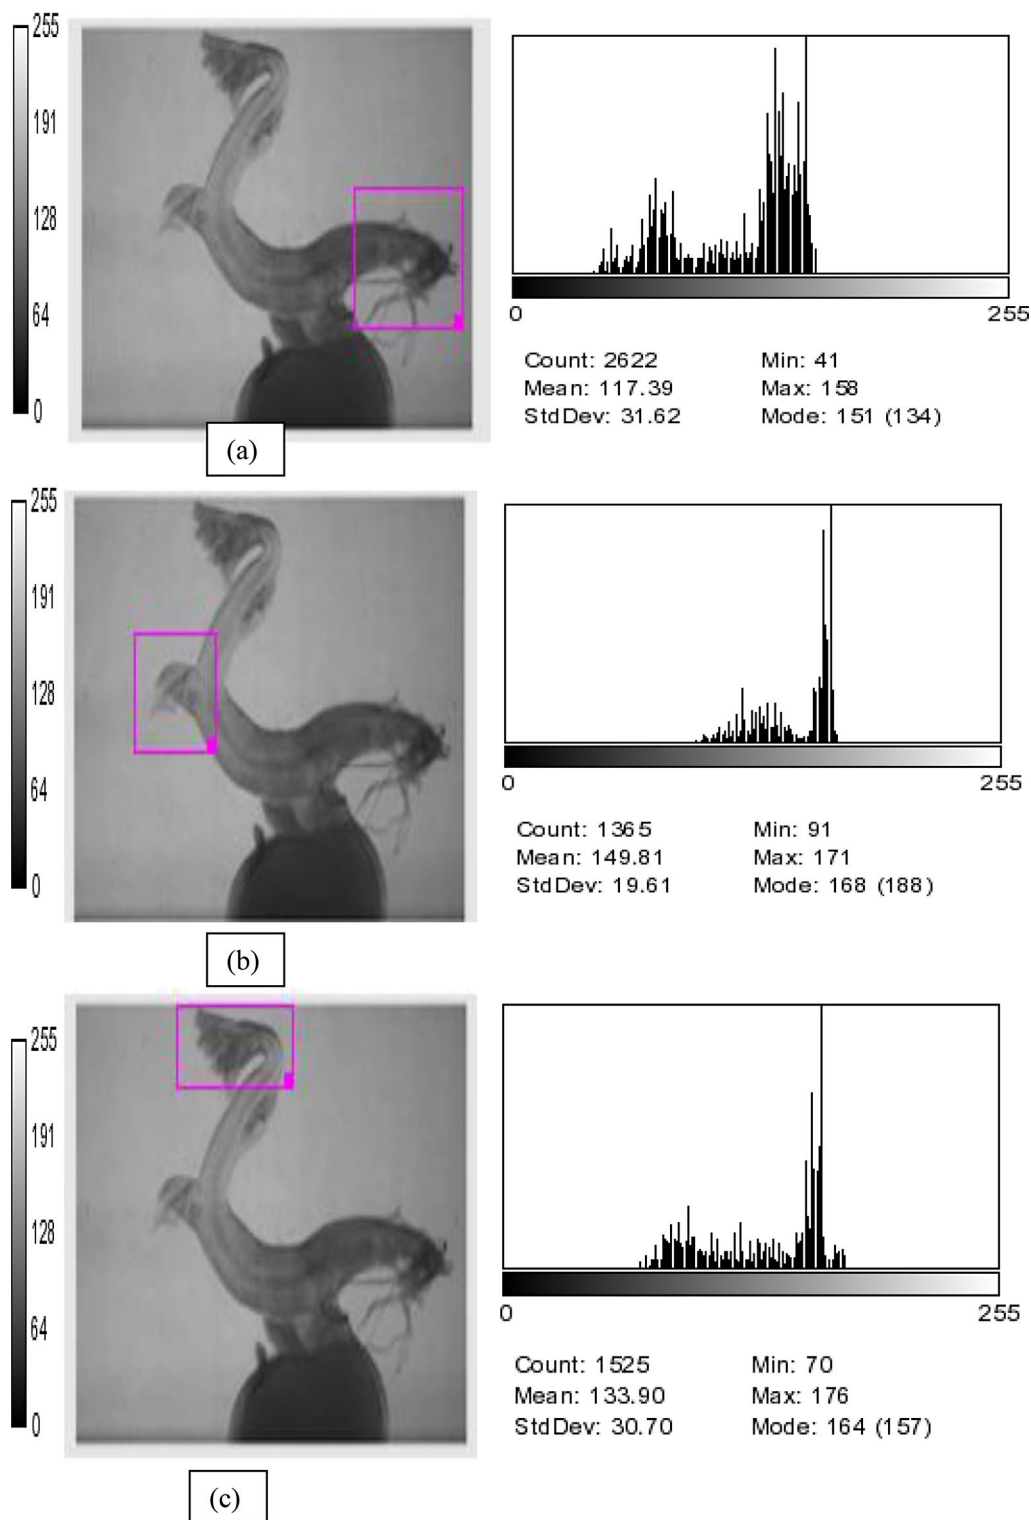 255
191
128
64
0
0 255
Count: 2622 Min: 41
Mean: 117.39 Max: 158
StdDev: 31.62 Mode: 151 (134)
(a)
255
191
128
64
0
0 255
Count: 1365 Min: 91
Mean: 149.81 Max: 171
StdDev: 19.61 Mode: 168 (188)
(b)
255
191
128
64
0
0 255
Count: 1525 Min: 70
Mean: 133.90 Max: 176
StdDev: 30.70 Mode: 164 (157)
(c)